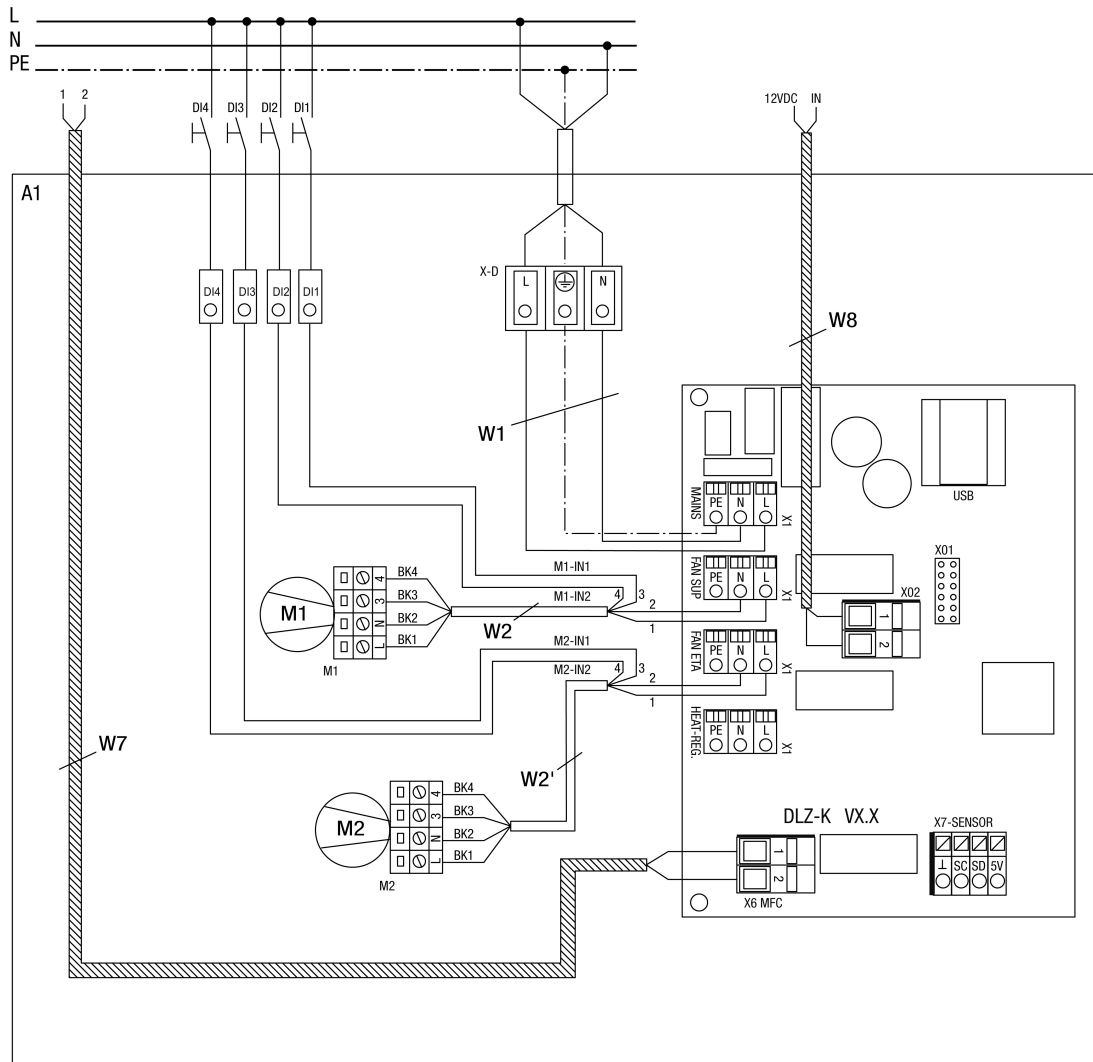 L
N
PE
1 2
DI4 DI3 DI2 DI1
12VDC IN
A1
X-D
L N
DI4 DI3 DI2 DI1
W8
W1
USB
MAINS
PE N L
X1
X01
FAN SUP
PE N L
X1
X02
1
2
M1-IN1
M1-IN2
4 3
2
1
W2
M1
4 BK4
3 BK3
N BK2
L BK1
M1
M2-IN1
M2-IN2
4 3
2
1
FAN ETA
PE N L
X1
HEAT-REG.
PE N L
X1
W7
W2'
M2
4 BK4
3 BK3
N BK2
L BK1
M2
DLZ-K VX.X
X7-SENSOR
⊥ SC SD 5V
1
2
X6 MFC